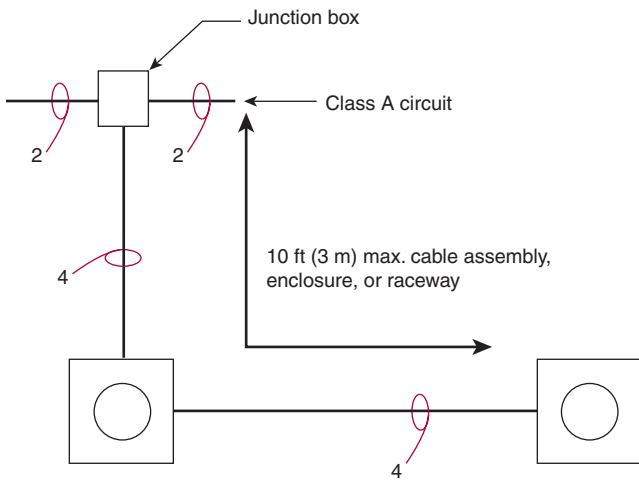 Junction box
Class A circuit
2
2
4
10 ft (3 m) max. cable assembly,
enclosure, or raceway
4